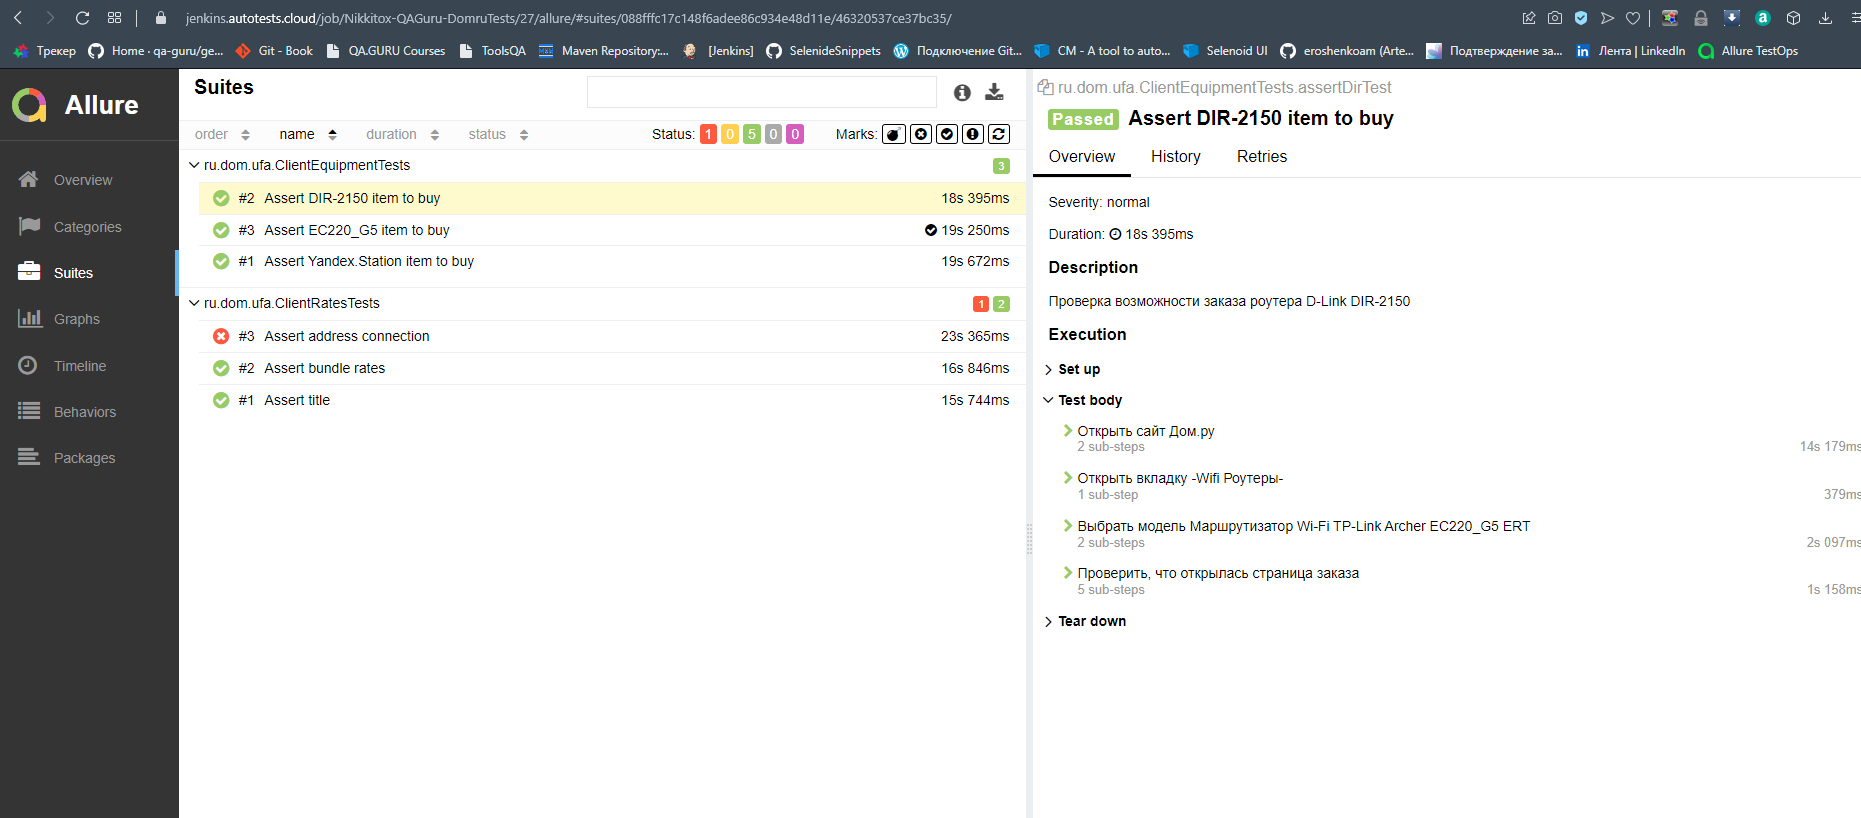 jenkins.autotests.cloud/job/Nikkitox-QAGuru-DomruTests/27/allure/#suites/088fffc17c148f6adee86c934e48d11e/46320537ce37bc35/
Трекер Home · qa-guru/ge... Git - Book QA.GURU Courses ToolsQA Maven Repository:... [Jenkins] SelenideSnippets Подключение Git... CM - A tool to auto... Selenoid UI eroshenkoam (Arte... Подтверждение за... Лента | LinkedIn Allure TestOps
Allure
Overview
Categories
Suites
Graphs
Timeline
Behaviors
Packages
Suites
order name duration status Status: 1 0 5 0 0 Marks:
ru.dom.ufa.ClientEquipmentTests 3
#2 Assert DIR-2150 item to buy 18s 395ms
#3 Assert EC220_G5 item to buy 19s 250ms
#1 Assert Yandex.Station item to buy 19s 672ms
ru.dom.ufa.ClientRatesTests 1 2
#3 Assert address connection 23s 365ms
#2 Assert bundle rates 16s 846ms
#1 Assert title 15s 744ms
ru.dom.ufa.ClientEquipmentTests.assertDirTest
Passed Assert DIR-2150 item to buy
Overview History Retries
Severity: normal
Duration: 18s 395ms
Description
Проверка возможности заказа роутера D-Link DIR-2150
Execution
Set up
Test body
Открыть сайт Дом.ру
2 sub-steps 14s 179ms
Открыть вкладку -Wifi Роутеры-
1 sub-step 379ms
Выбрать модель Маршрутизатор Wi-Fi TP-Link Archer EC220_G5 ERT
2 sub-steps 2s 097ms
Проверить, что открылась страница заказа
5 sub-steps 1s 158ms
Tear down